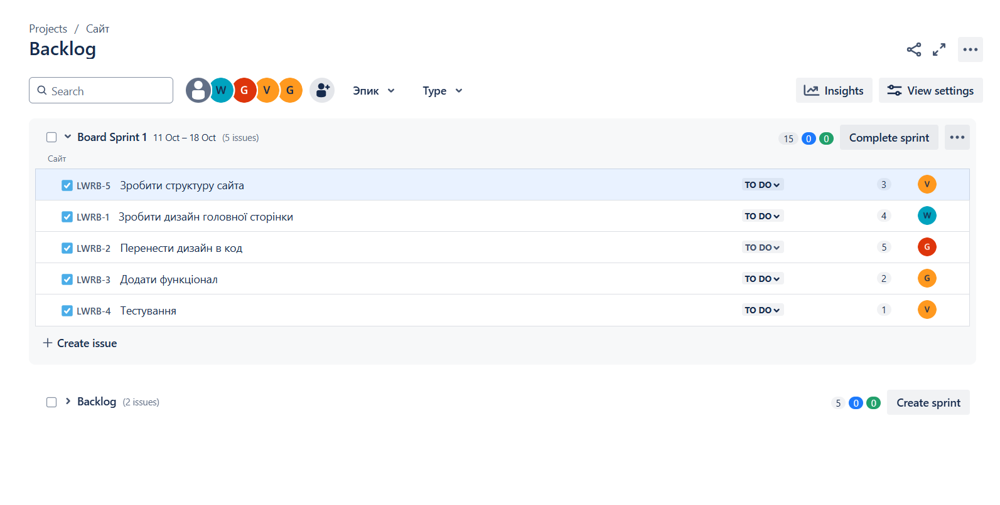 Projects / Сайт
Backlog
Search W G V G Эпик Type Insights View settings
Board Sprint 1 11 Oct – 18 Oct (5 issues) 15 0 0 Complete sprint
Сайт
LWRB-5 Зробити структуру сайта TO DO 3 V
LWRB-1 Зробити дизайн головної сторінки TO DO 4 W
LWRB-2 Перенести дизайн в код TO DO 5 G
LWRB-3 Додати функціонал TO DO 2 G
LWRB-4 Тестування TO DO 1 V
+ Create issue
Backlog (2 issues) 5 0 0 Create sprint